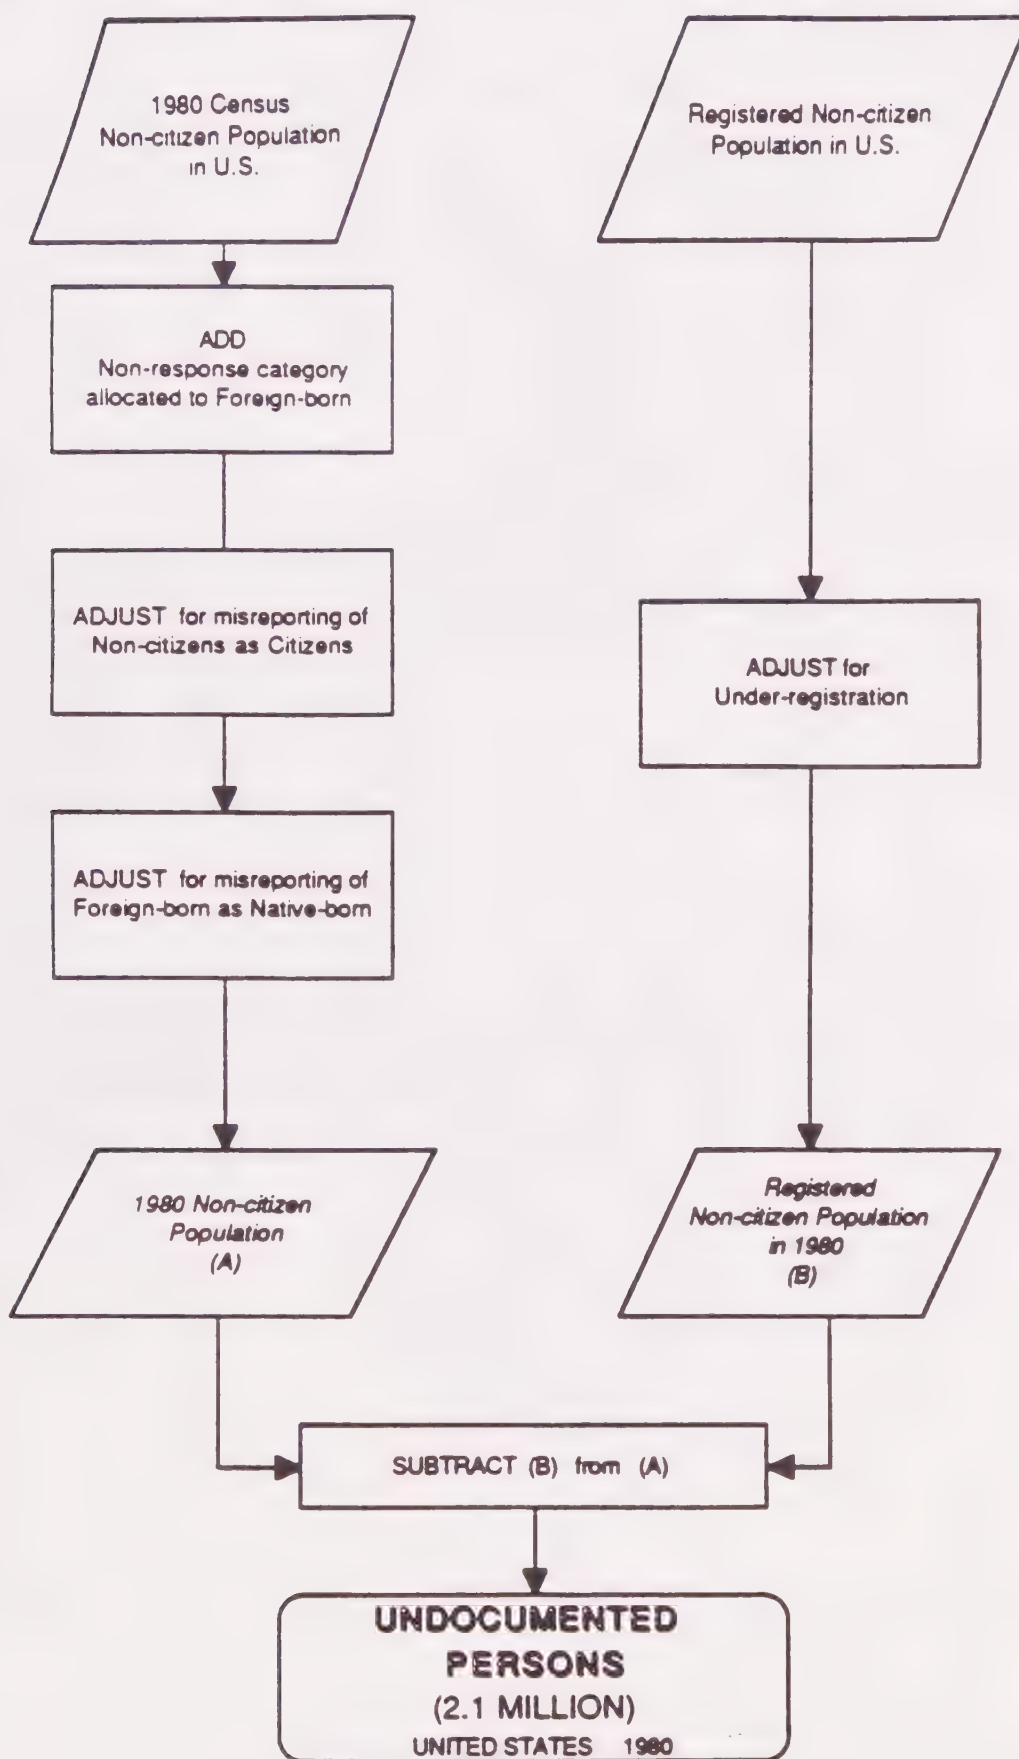 1980 Census
Non-citizen Population
in U.S.
Registered Non-citizen
Population in U.S.
ADD
Non-response category
allocated to Foreign-born
ADJUST for misreporting of
Non-citizens as Citizens
ADJUST for
Under-registration
ADJUST for misreporting of
Foreign-born as Native-born
1980 Non-citizen
Population
(A)
Registered
Non-citizen Population
in 1980
(B)
SUBTRACT (B) from (A)
UNDOCUMENTED
PERSONS
(2.1 MILLION)
UNITED STATES 1980